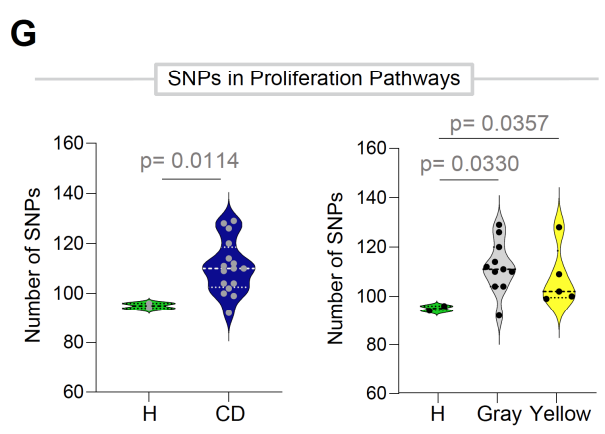 G
SNPs in Proliferation Pathways
Number of SNPs
160
140
120
100
80
60
p= 0.0114
H CD
Number of SNPs
160
140
120
100
80
60
p= 0.0357
p= 0.0330
H Gray Yellow